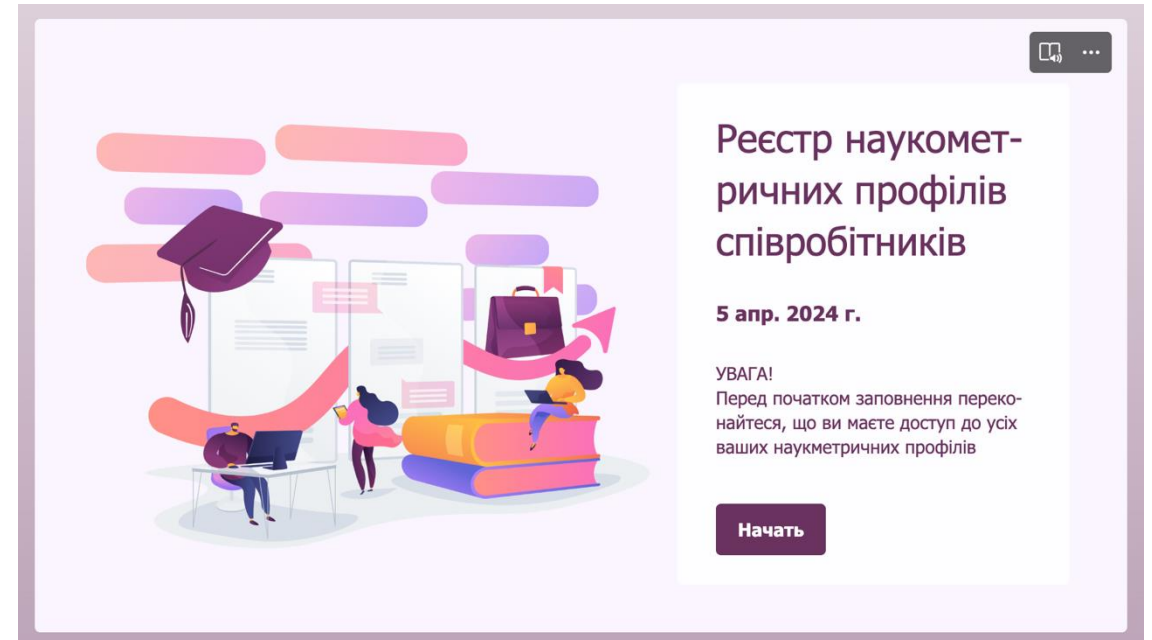 Реєстр наукомет-
ричних профілів
співробітників
5 апр. 2024 г.
УВАГА!
Перед початком заповнення переко-
найтеся, що ви маєте доступ до усіх
ваших наукметричних профілів
Начать